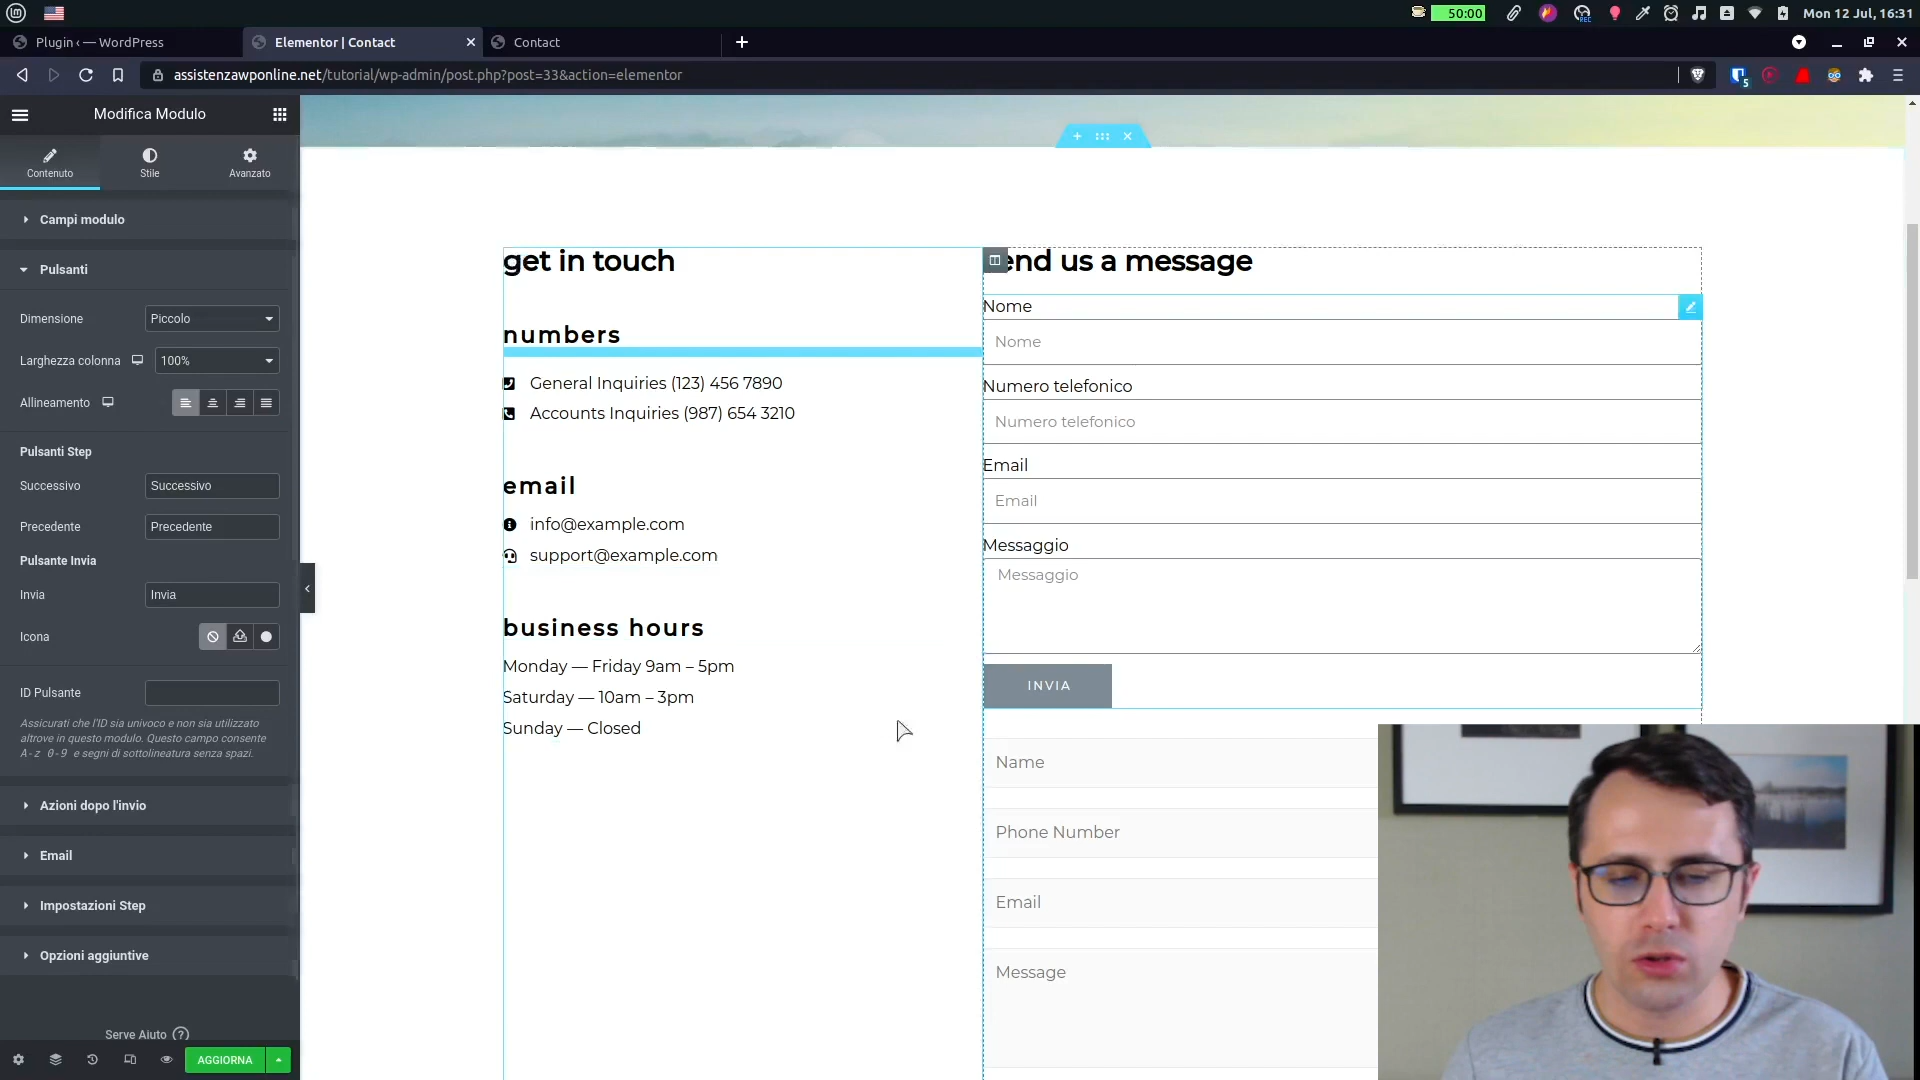 50:00
REC
Mon 12 Jul, 16:31
Plugin ‹ — WordPress
Elementor | Contact
Contact
assistenzawponline.net/tutorial/wp-admin/post.php?post=33&action=elementor
5
Modifica Modulo
Contenuto
Stile
Avanzato
Campi modulo
Pulsanti
Dimensione
Piccolo
Larghezza colonna
100%
Allineamento
Pulsanti Step
Successivo
Successivo
Precedente
Precedente
Pulsante Invia
Invia
Invia
Icona
ID Pulsante
Assicurati che l'ID sia univoco e non sia utilizzato
altrove in questo modulo. Questo campo consente
A-z 0-9 e segni di sottolineatura senza spazi.
Azioni dopo l'invio
Email
Impostazioni Step
Opzioni aggiuntive
Serve Aiuto ?
AGGIORNA
get in touch
numbers
General Inquiries (123) 456 7890
Accounts Inquiries (987) 654 3210
email
info@example.com
support@example.com
business hours
Monday — Friday 9am – 5pm
Saturday — 10am – 3pm
Sunday — Closed
end us a message
Nome
Nome
Numero telefonico
Numero telefonico
Email
Email
Messaggio
Messaggio
INVIA
Name
Phone Number
Email
Message